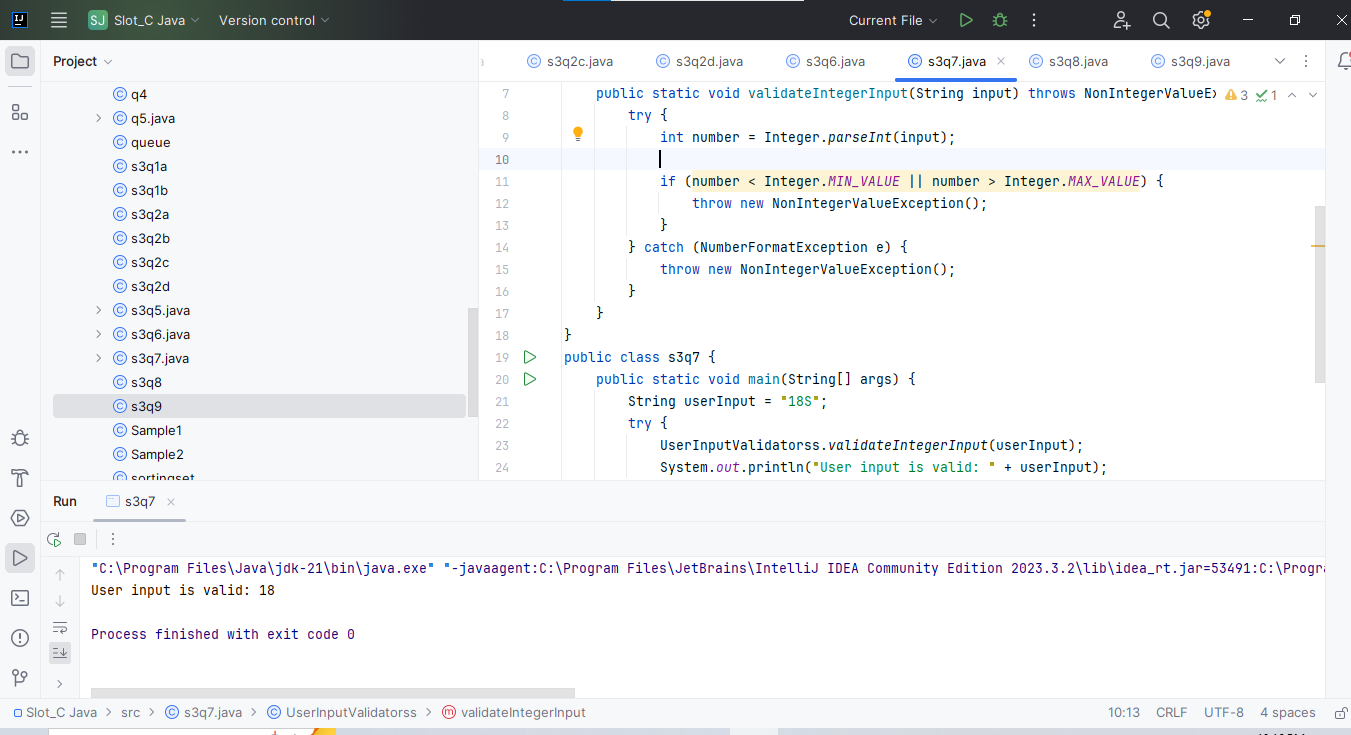 SJ Slot_C Java Version control Current File
Project
s3q2c.java s3q2d.java s3q6.java s3q7.java s3q8.java s3q9.java
q4
q5.java
queue
s3q1a
s3q1b
s3q2a
s3q2b
s3q2c
s3q2d
s3q5.java
s3q6.java
s3q7.java
s3q8
s3q9
Sample1
Sample2
sortingset
7 public static void validateIntegerInput(String input) throws NonIntegerValueEx 3 1
8 try {
9 int number = Integer.parseInt(input);
10
11 if (number < Integer.MIN_VALUE || number > Integer.MAX_VALUE) {
12 throw new NonIntegerValueException();
13 }
14 } catch (NumberFormatException e) {
15 throw new NonIntegerValueException();
16 }
17 }
18 }
19 public class s3q7 {
20 public static void main(String[] args) {
21 String userInput = "18S";
22 try {
23 UserInputValidatorss.validateIntegerInput(userInput);
24 System.out.println("User input is valid: " + userInput);
Run s3q7
"C:\Program Files\Java\jdk-21\bin\java.exe" "-javaagent:C:\Program Files\JetBrains\IntelliJ IDEA Community Edition 2023.3.2\lib\idea_rt.jar=53491:C:\Progra
User input is valid: 18
Process finished with exit code 0
Slot_C Java > src > s3q7.java > UserInputValidatorss > validateIntegerInput 10:13 CRLF UTF-8 4 spaces